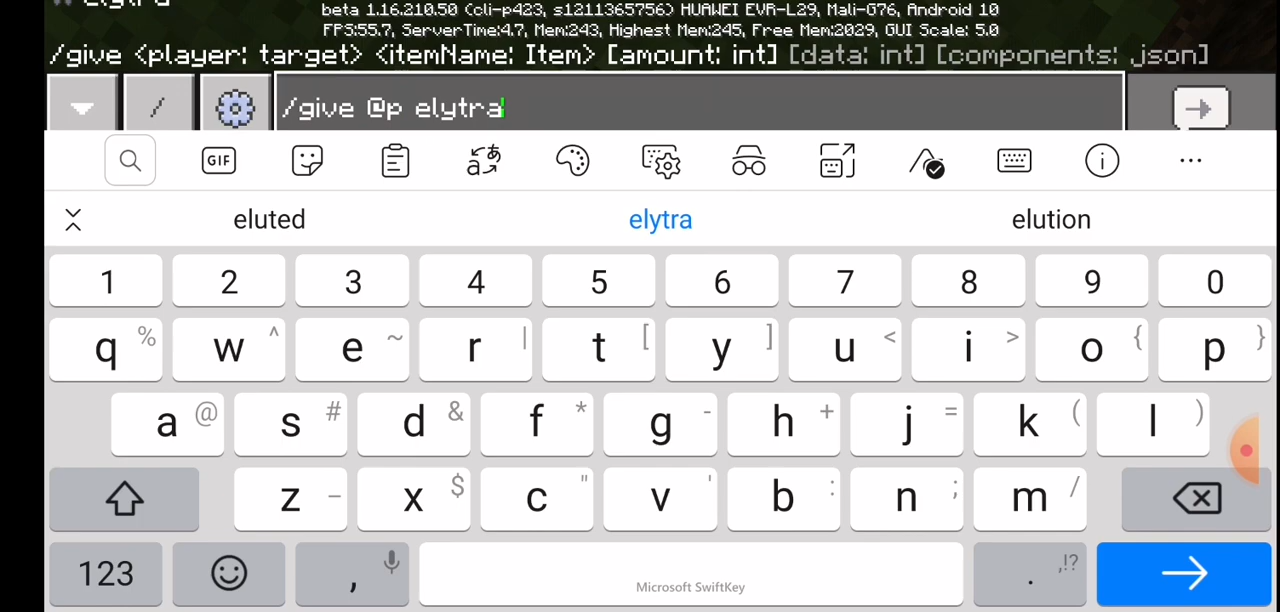 elytra
beta 1.16.210.50 (cli-p423, s1211365756) HUAWEI EVR-L29, Mali-G76, Android 10
FPS:55.7, ServerTime:4.7, Mem:243, Highest Mem:245, Free Mem:2029, GUI Scale: 5.0
/give <player: target> <itemName: Item> [amount: int] [data: int] [components: json]
/ /give @p elytra
GIF
eluted elytra elution
1 2 3 4 5 6 7 8 9 0
q % w ^ e ~ r | t [ y ] u < i > o { p }
a @ s # d & f * g - h + j = k ( l )
z _ x $ c " v ' b : n ; m /
123 , Microsoft SwiftKey . ,!?